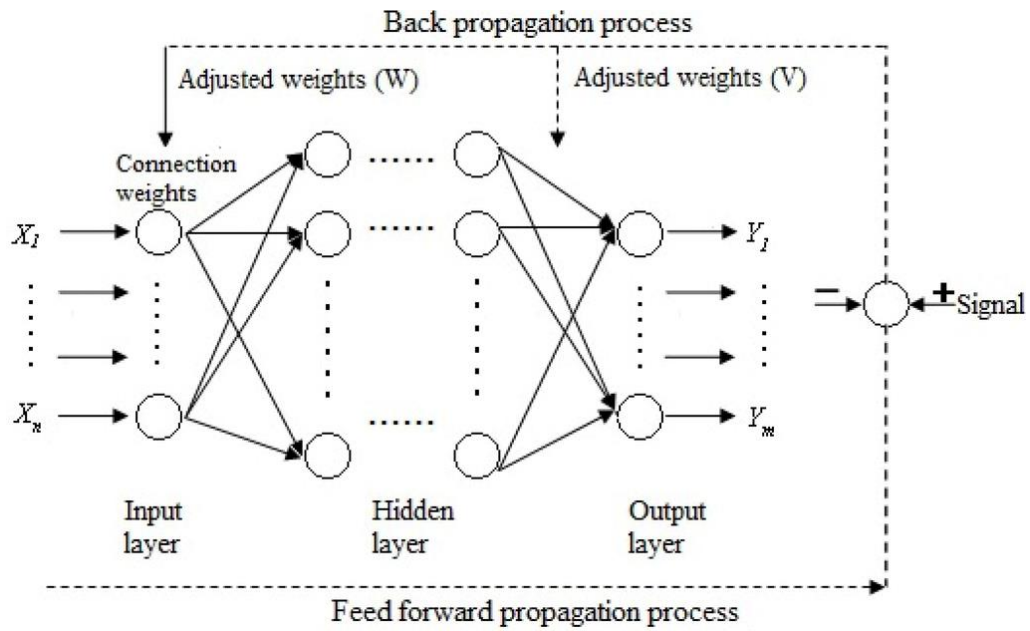 Back propagation process
Adjusted weights (W)
Adjusted weights (V)
Connection
weights
X1
Y1
− + Signal
Xn
Ym
Input
layer
Hidden
layer
Output
layer
Feed forward propagation process